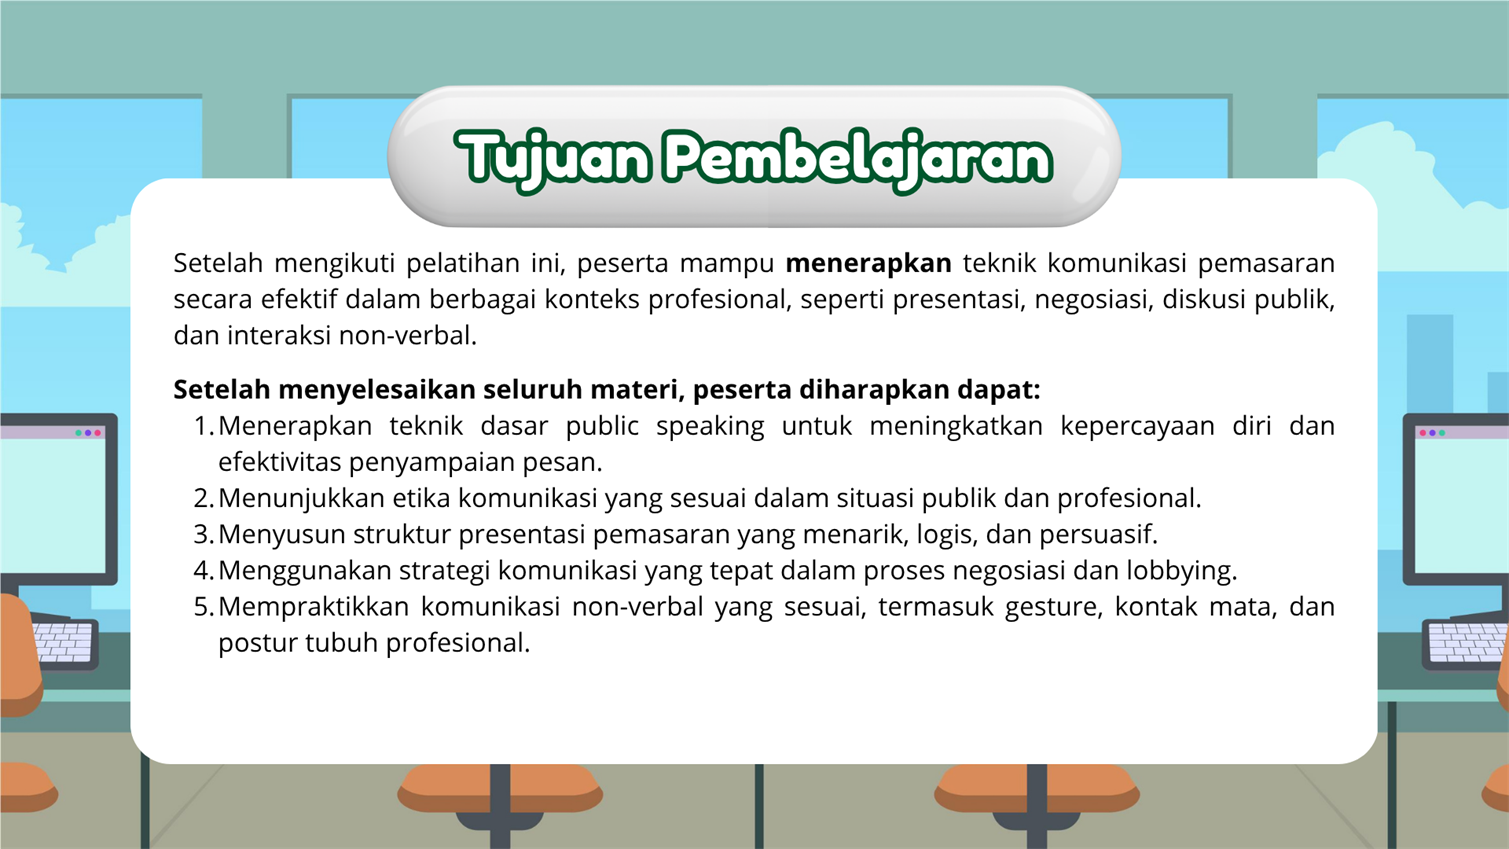 Tujuan Pembelajaran
Setelah mengikuti pelatihan ini, peserta mampu menerapkan teknik komunikasi pemasaran
secara efektif dalam berbagai konteks profesional, seperti presentasi, negosiasi, diskusi publik,
dan interaksi non-verbal.
Setelah menyelesaikan seluruh materi, peserta diharapkan dapat:
1. Menerapkan teknik dasar public speaking untuk meningkatkan kepercayaan diri dan
efektivitas penyampaian pesan.
2. Menunjukkan etika komunikasi yang sesuai dalam situasi publik dan profesional.
3. Menyusun struktur presentasi pemasaran yang menarik, logis, dan persuasif.
4. Menggunakan strategi komunikasi yang tepat dalam proses negosiasi dan lobbying.
5. Mempraktikkan komunikasi non-verbal yang sesuai, termasuk gesture, kontak mata, dan
postur tubuh profesional.